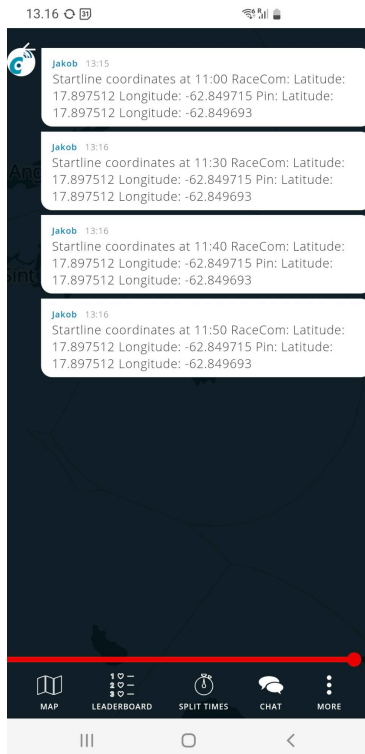 13.16 31
Jakob 13:15
Startline coordinates at 11:00 RaceCom: Latitude:
17.897512 Longitude: -62.849715 Pin: Latitude:
17.897512 Longitude: -62.849693
Jakob 13:16
Startline coordinates at 11:30 RaceCom: Latitude:
17.897512 Longitude: -62.849715 Pin: Latitude:
17.897512 Longitude: -62.849693
Jakob 13:16
Startline coordinates at 11:40 RaceCom: Latitude:
17.897512 Longitude: -62.849715 Pin: Latitude:
17.897512 Longitude: -62.849693
Jakob 13:16
Startline coordinates at 11:50 RaceCom: Latitude:
17.897512 Longitude: -62.849715 Pin: Latitude:
17.897512 Longitude: -62.849693
MAP LEADERBOARD SPLIT TIMES CHAT MORE